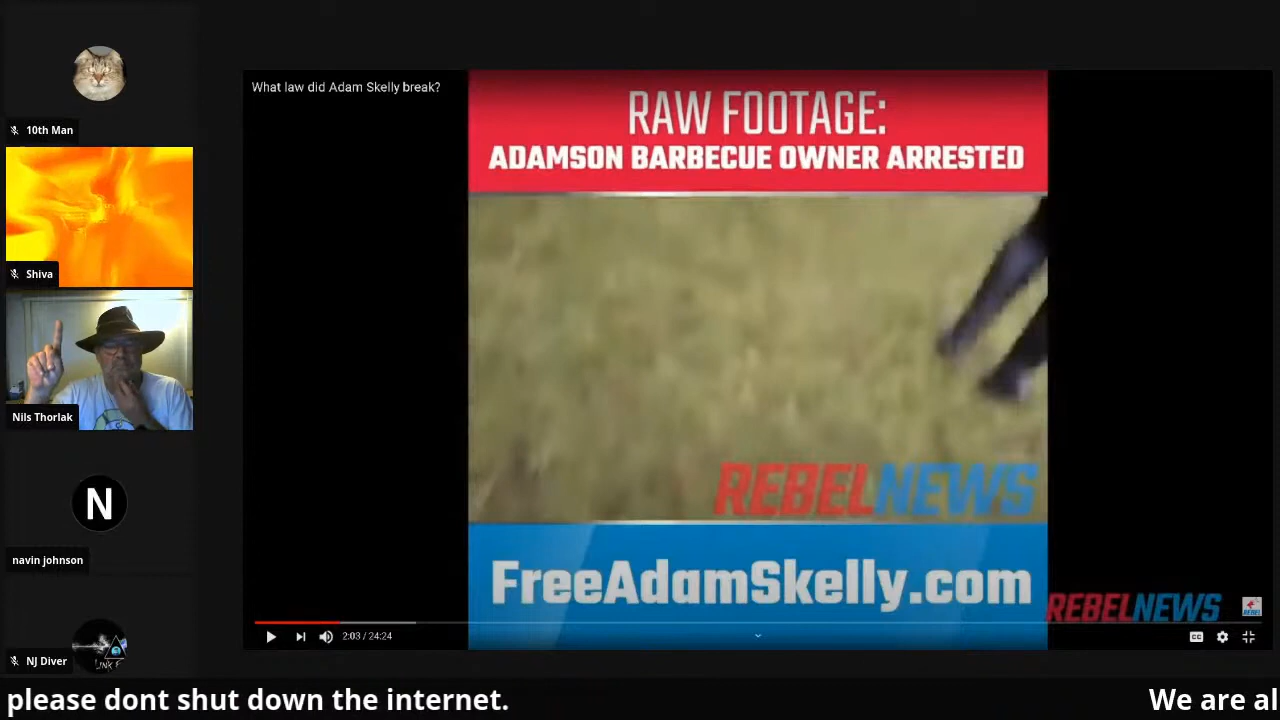 10th Man
Shiva
Nils Thorlak
N
navin johnson
NJ Diver
What law did Adam Skelly break?
RAW FOOTAGE:
ADAMSON BARBECUE OWNER ARRESTED
REBELNEWS
FreeAdamSkelly.com
REBELNEWS
2:03 / 24:24
CC
please dont shut down the internet.
We are al